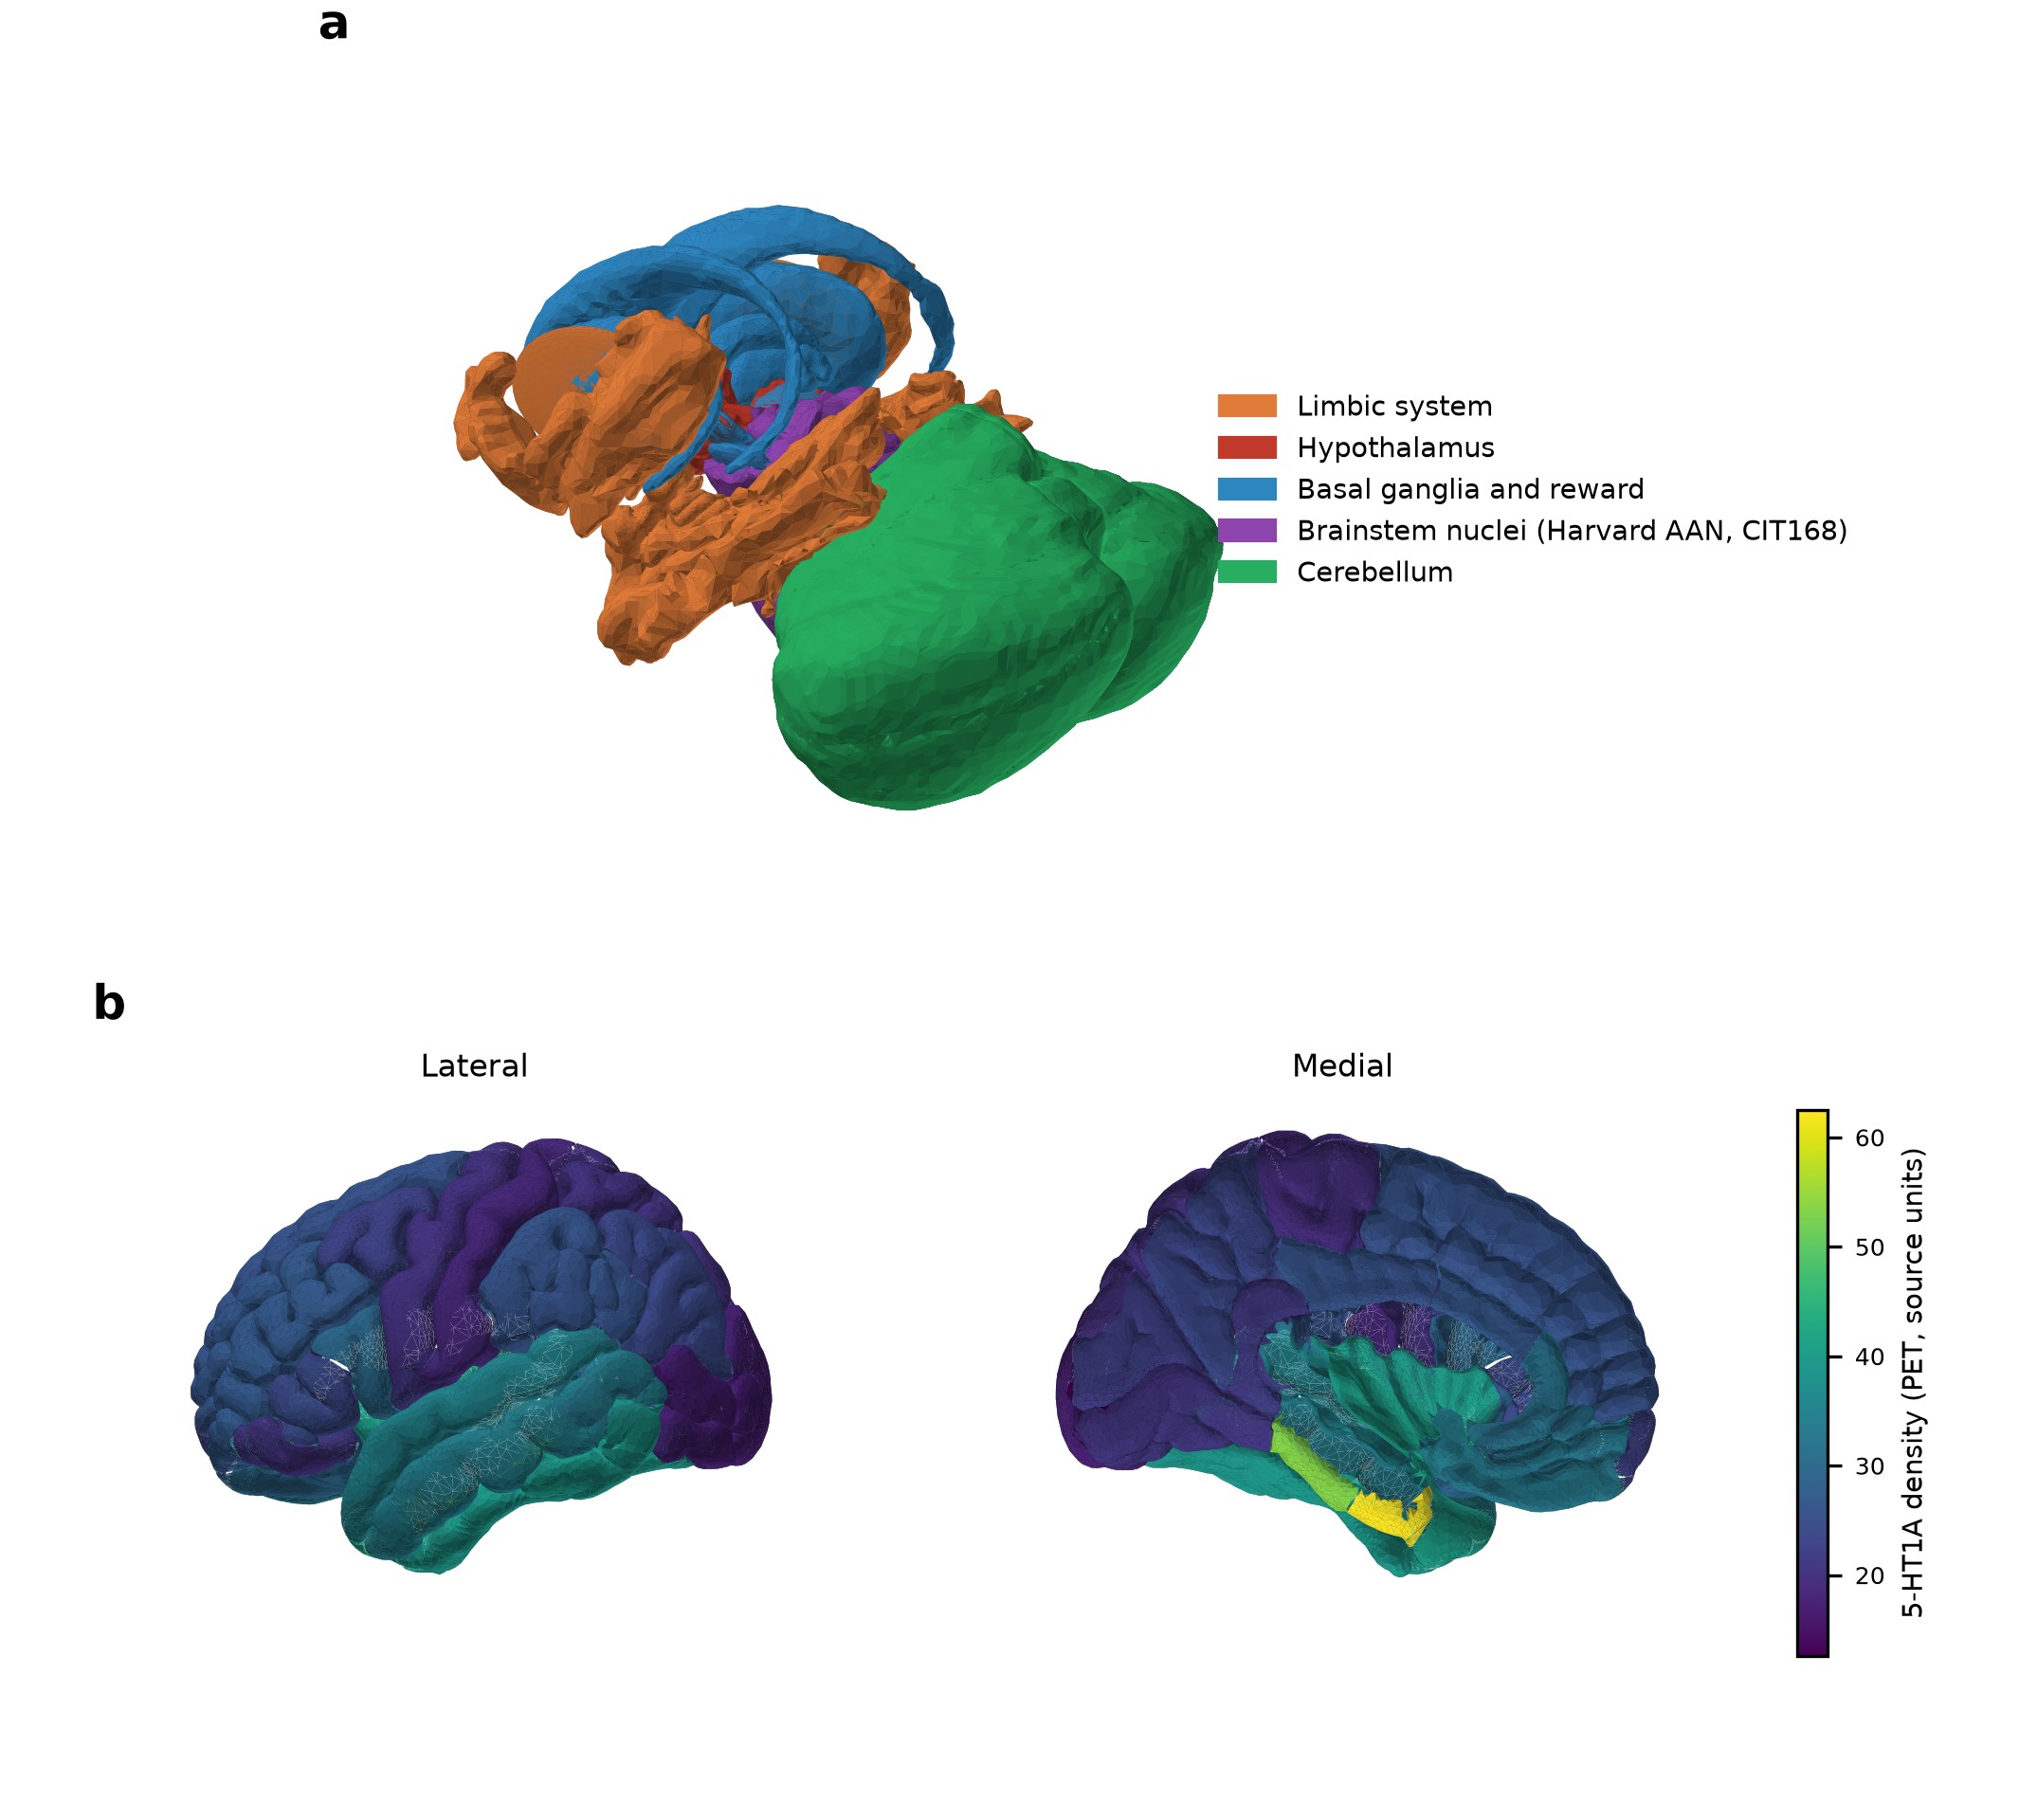 a
Limbic system
Hypothalamus
Basal ganglia and reward
Brainstem nuclei (Harvard AAN, CIT168)
Cerebellum
b
Lateral
Medial
60
50
40
30
20
5-HT1A density (PET, source units)